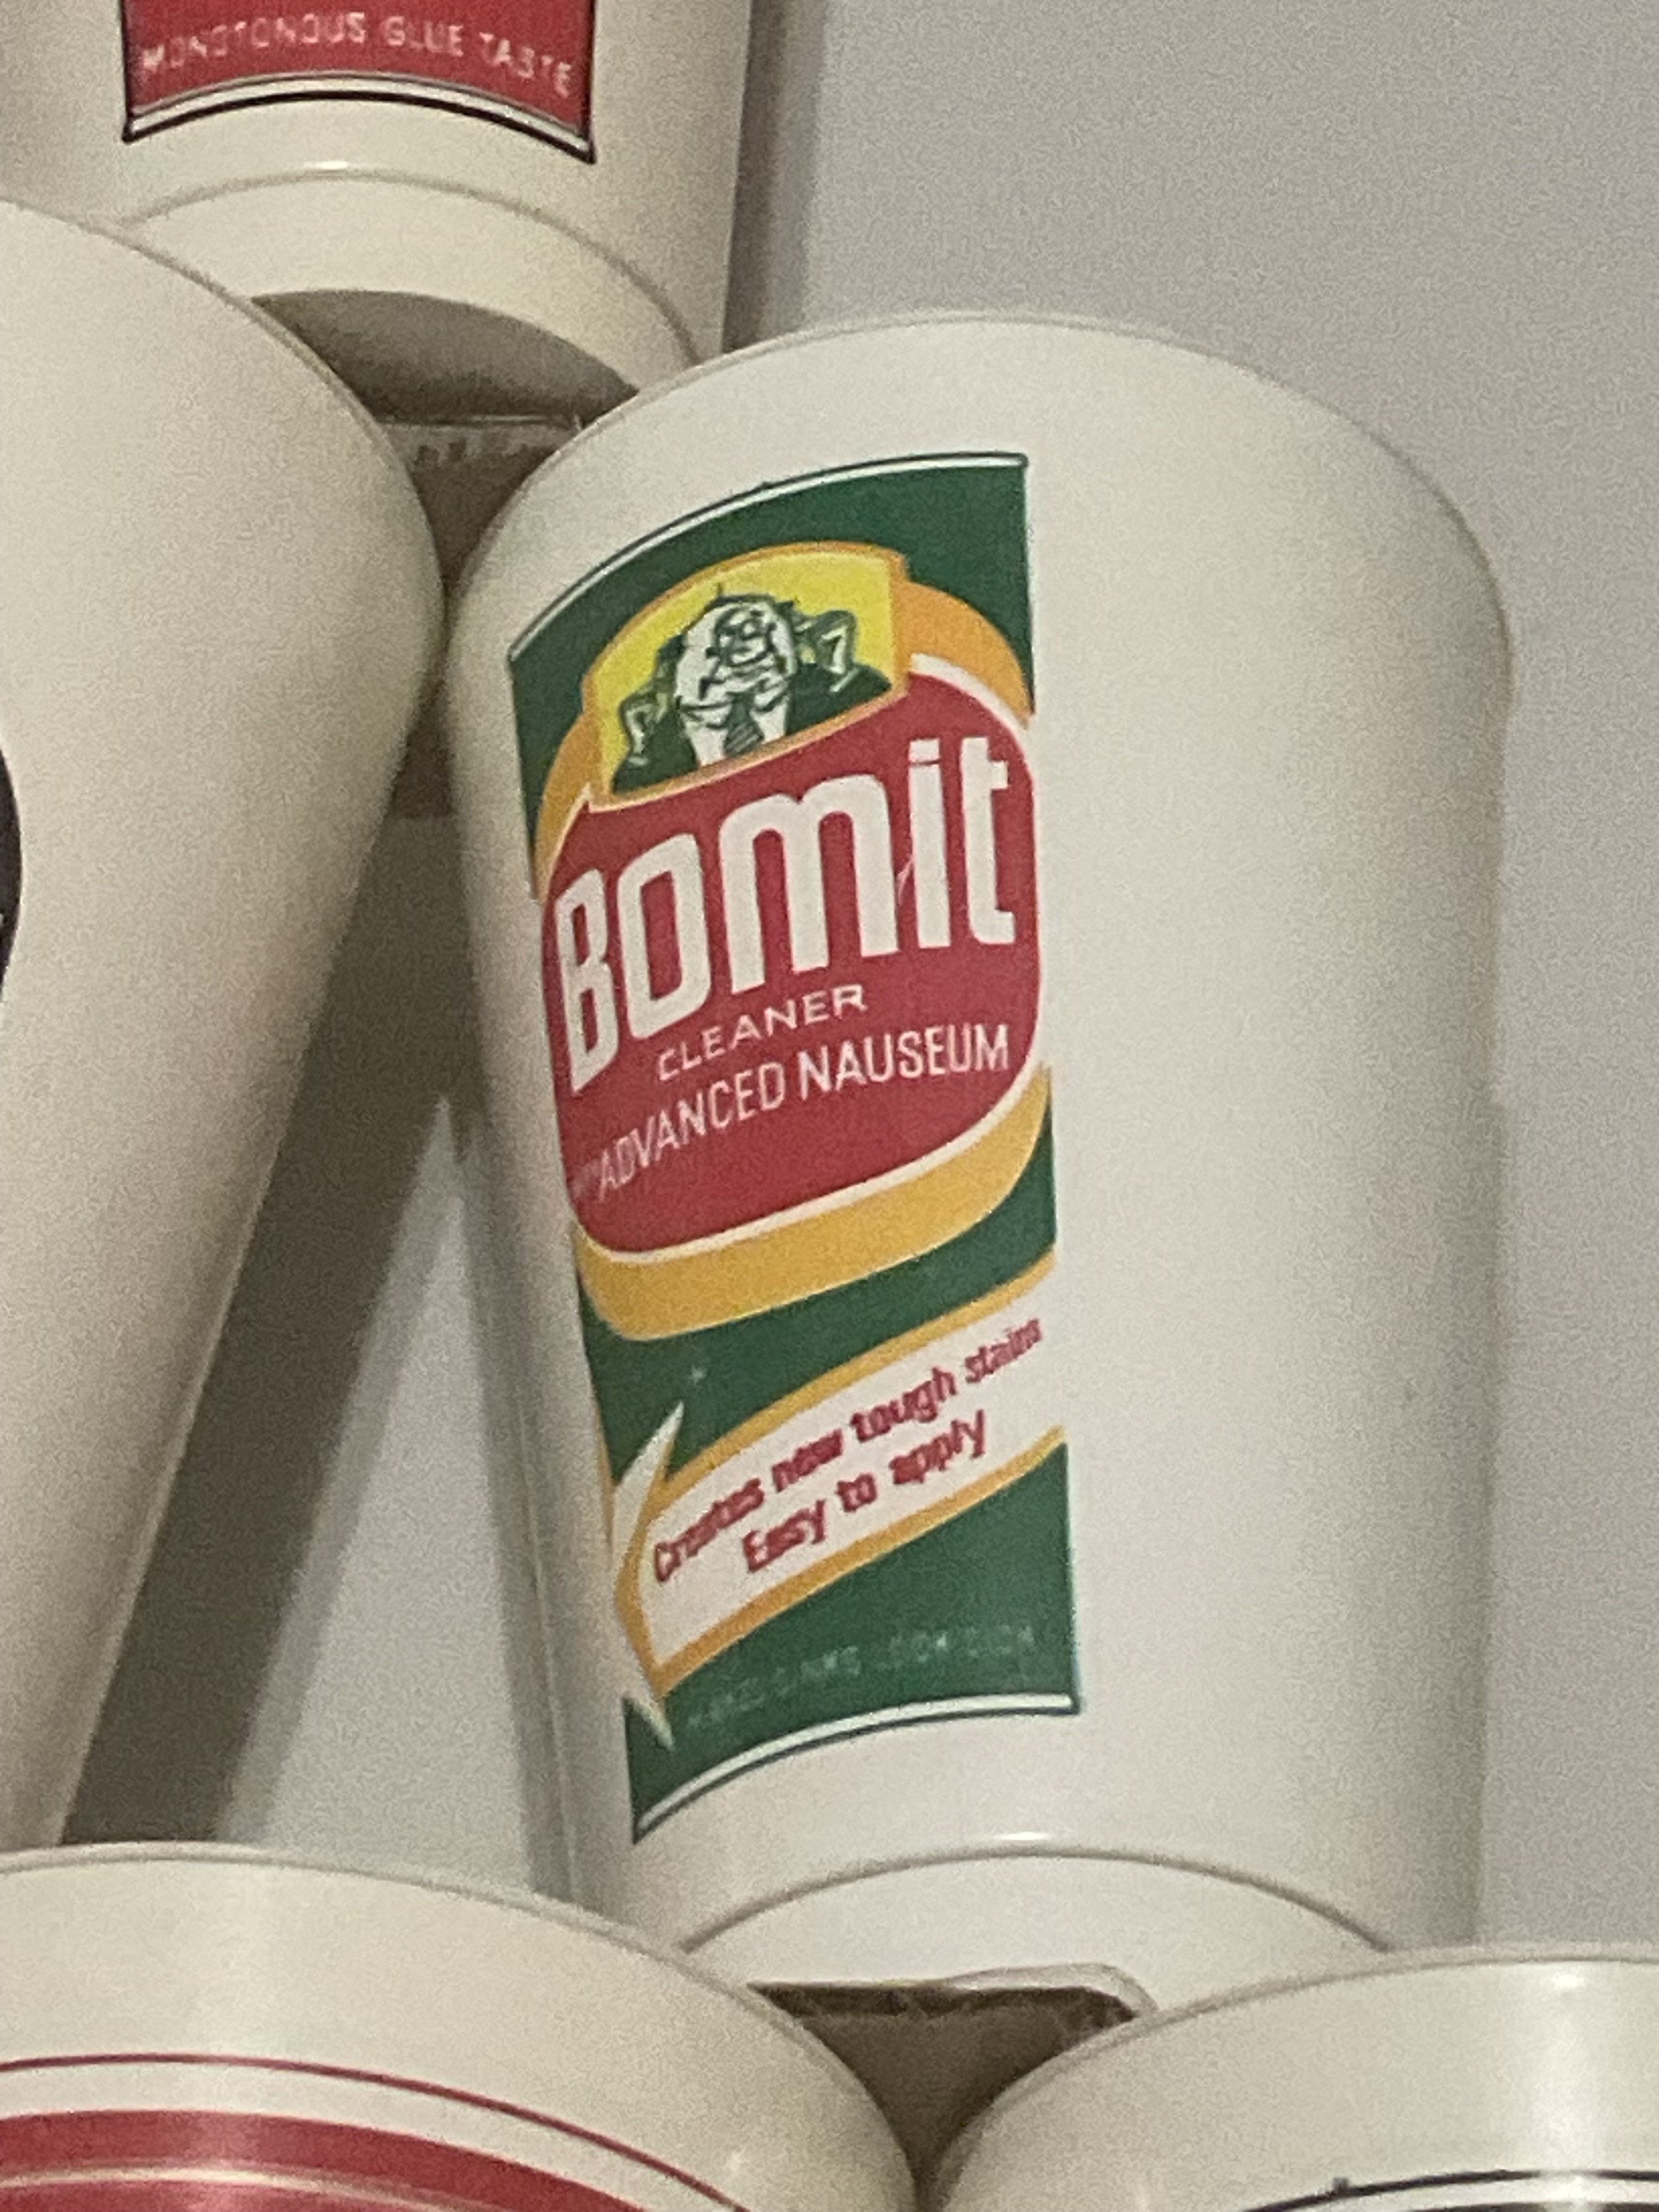 MONOTONOUS GLUE TASTE
Bomit
CLEANER
ADVANCED NAUSEUM
Creates new tough stains
Easy to apply